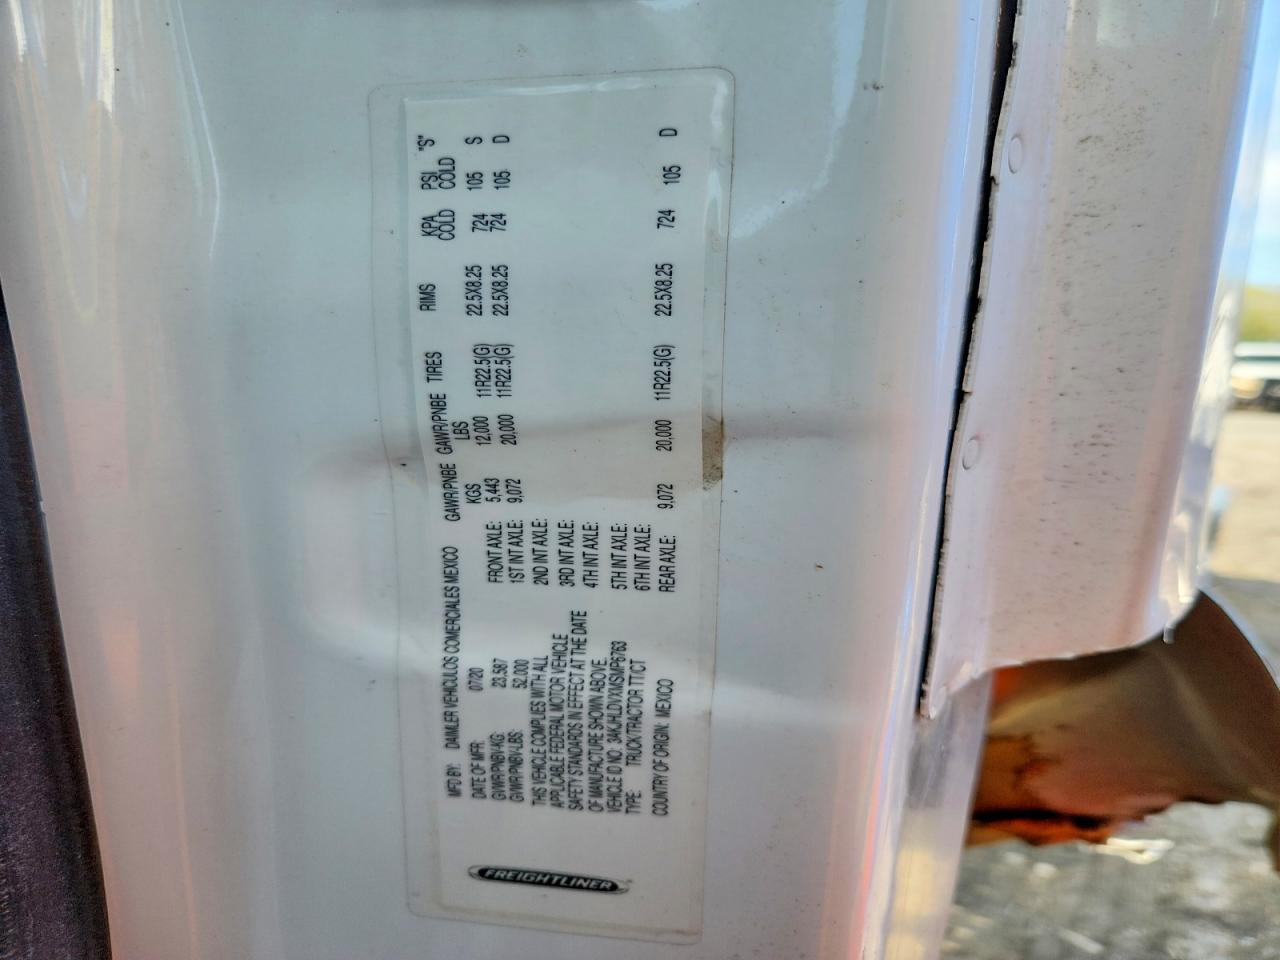 FREIGHTLINER
MFD BY: DAIMLER VEHICULOS COMERCIALES MEXICO
DATE OF MFR: 07/20
GVWR/PNBV-KG: 23,587
GVWR/PNBV-LBS: 52,000
THIS VEHICLE COMPLIES WITH ALL
APPLICABLE FEDERAL MOTOR VEHICLE
SAFETY STANDARDS IN EFFECT AT THE DATE
OF MANUFACTURE SHOWN ABOVE.
VEHICLE ID NO: 3AKJHLDVXMSMP6763
TYPE: TRUCK/TRACTOR TT/CT
COUNTRY OF ORIGIN: MEXICO
GAWR/PNBE GAWR/PNBE TIRES RIMS KPA PSI "S"
KGS LBS COLD COLD
FRONT AXLE: 5,443 12,000 11R22.5(G) 22.5X8.25 724 105 S
1ST INT AXLE: 9,072 20,000 11R22.5(G) 22.5X8.25 724 105 D
2ND INT AXLE:
3RD INT AXLE:
4TH INT AXLE:
5TH INT AXLE:
6TH INT AXLE:
REAR AXLE: 9,072 20,000 11R22.5(G) 22.5X8.25 724 105 D